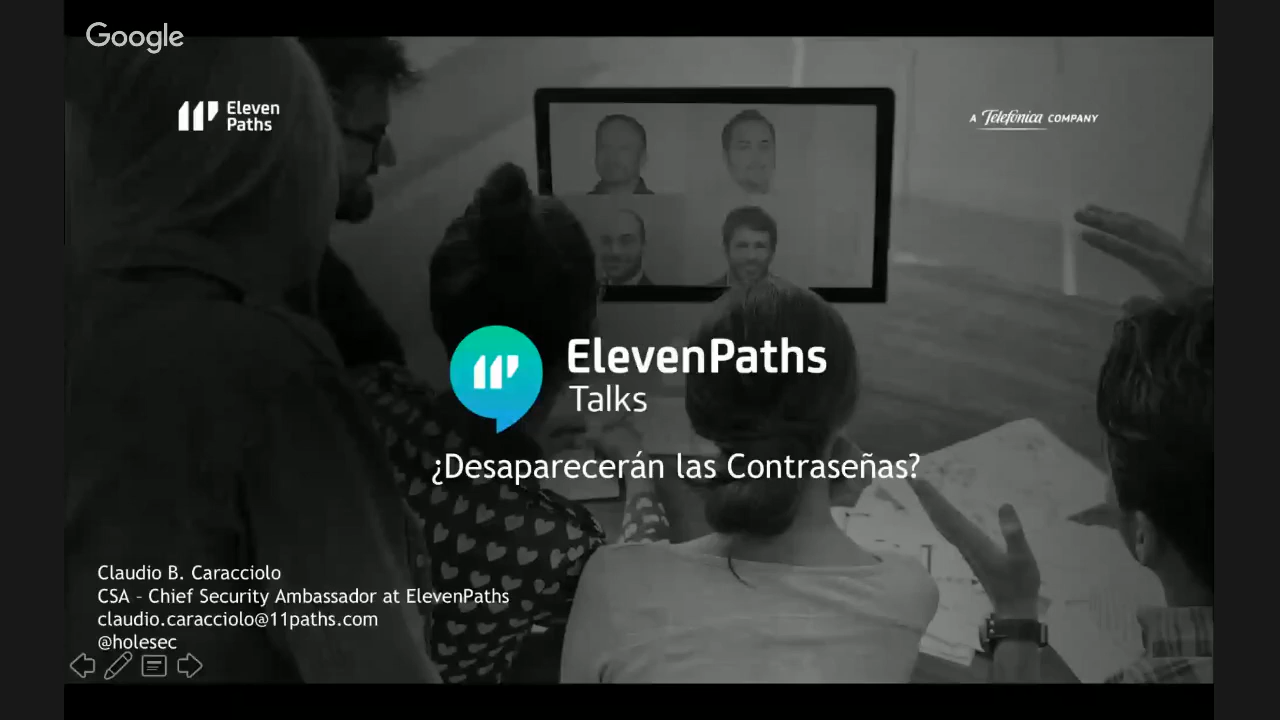 Google
Eleven
Paths
A Telefónica COMPANY
ElevenPaths
Talks
¿Desaparecerán las Contraseñas?
Claudio B. Caracciolo
CSA – Chief Security Ambassador at ElevenPaths
claudio.caracciolo@11paths.com
@holesec